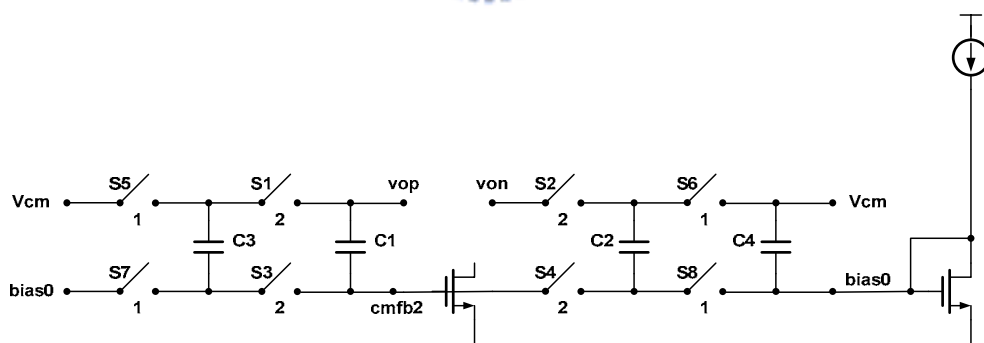 S5 S1 vop von S2 S6
Vcm 1 2 2 1 Vcm
C3 C1 C2 C4
S7 S3 S4 S8 bias0
bias0 1 2 cmfb2 2 1